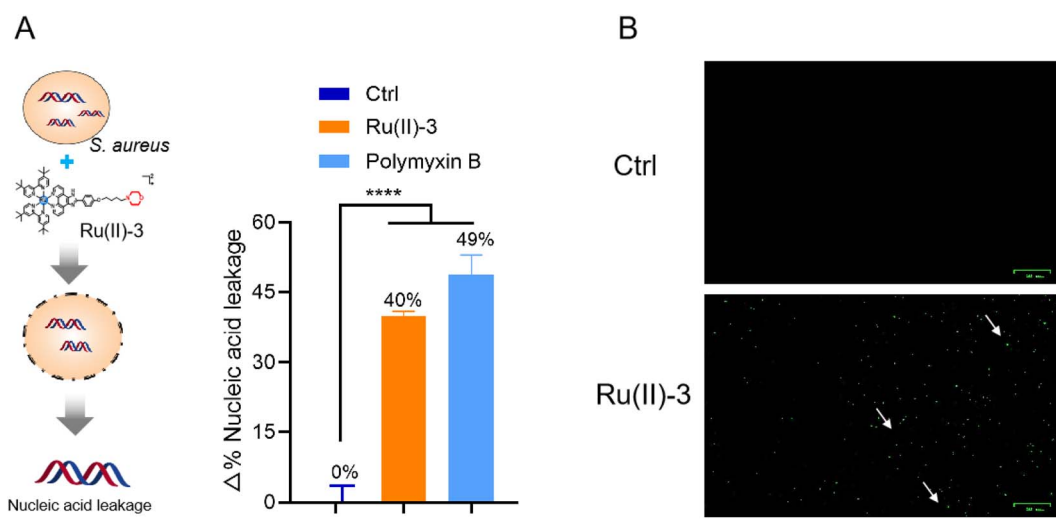 A
S. aureus
Ru(II)-3
Nucleic acid leakage
Ctrl
Ru(II)-3
Polymyxin B
****
△% Nucleic acid leakage
60
45
30
15
0
0%
40%
49%
B
Ctrl
Ru(II)-3